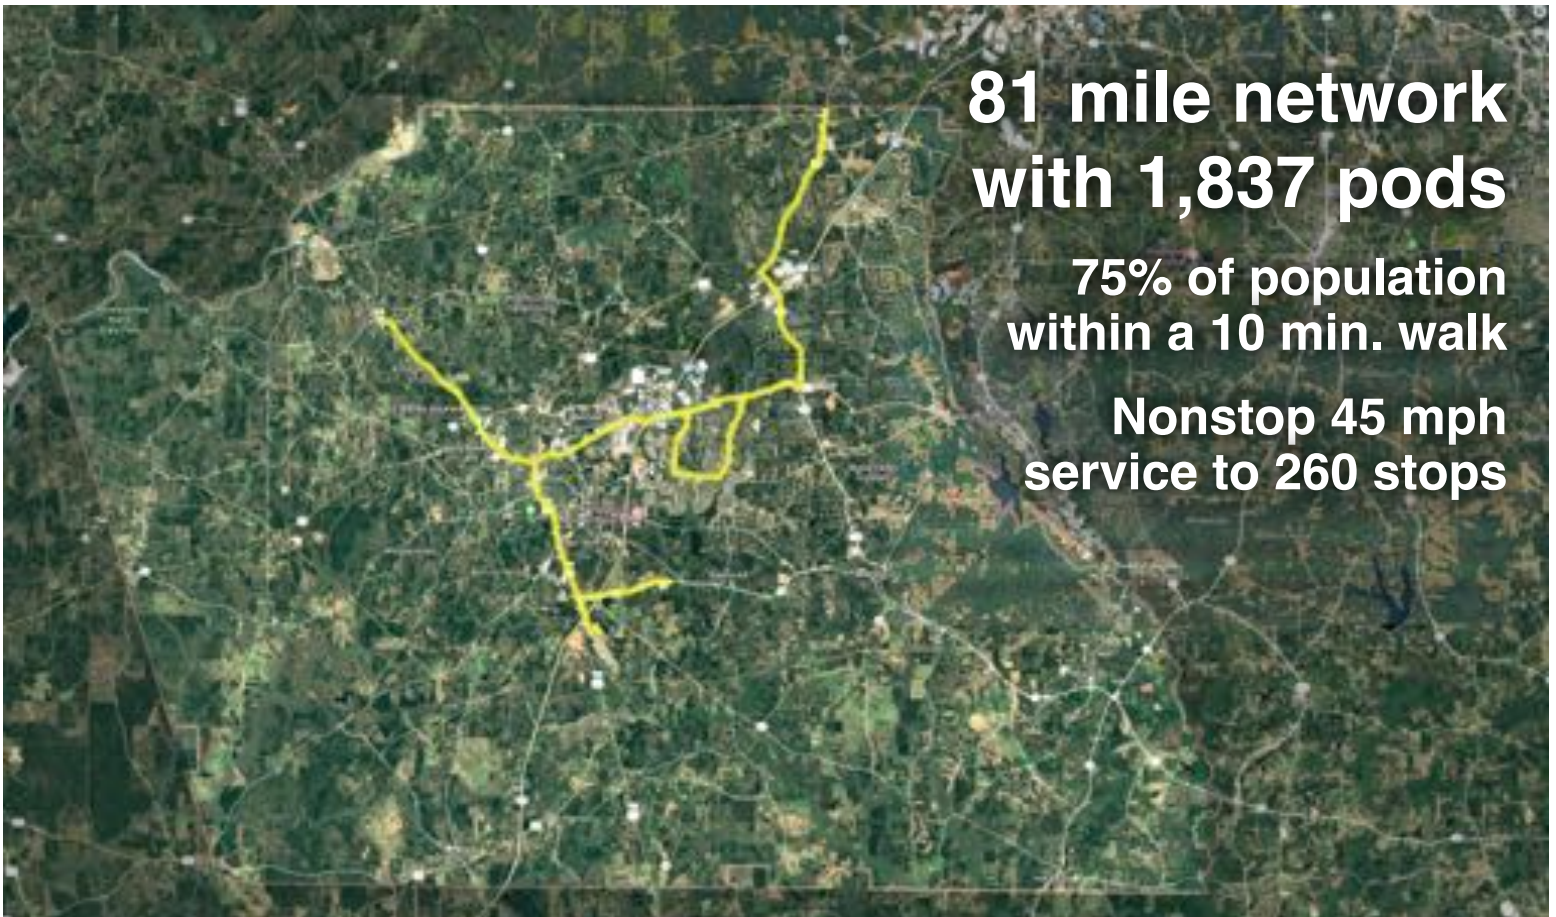 81 mile network
with 1,837 pods
75% of population
within a 10 min. walk
Nonstop 45 mph
service to 260 stops